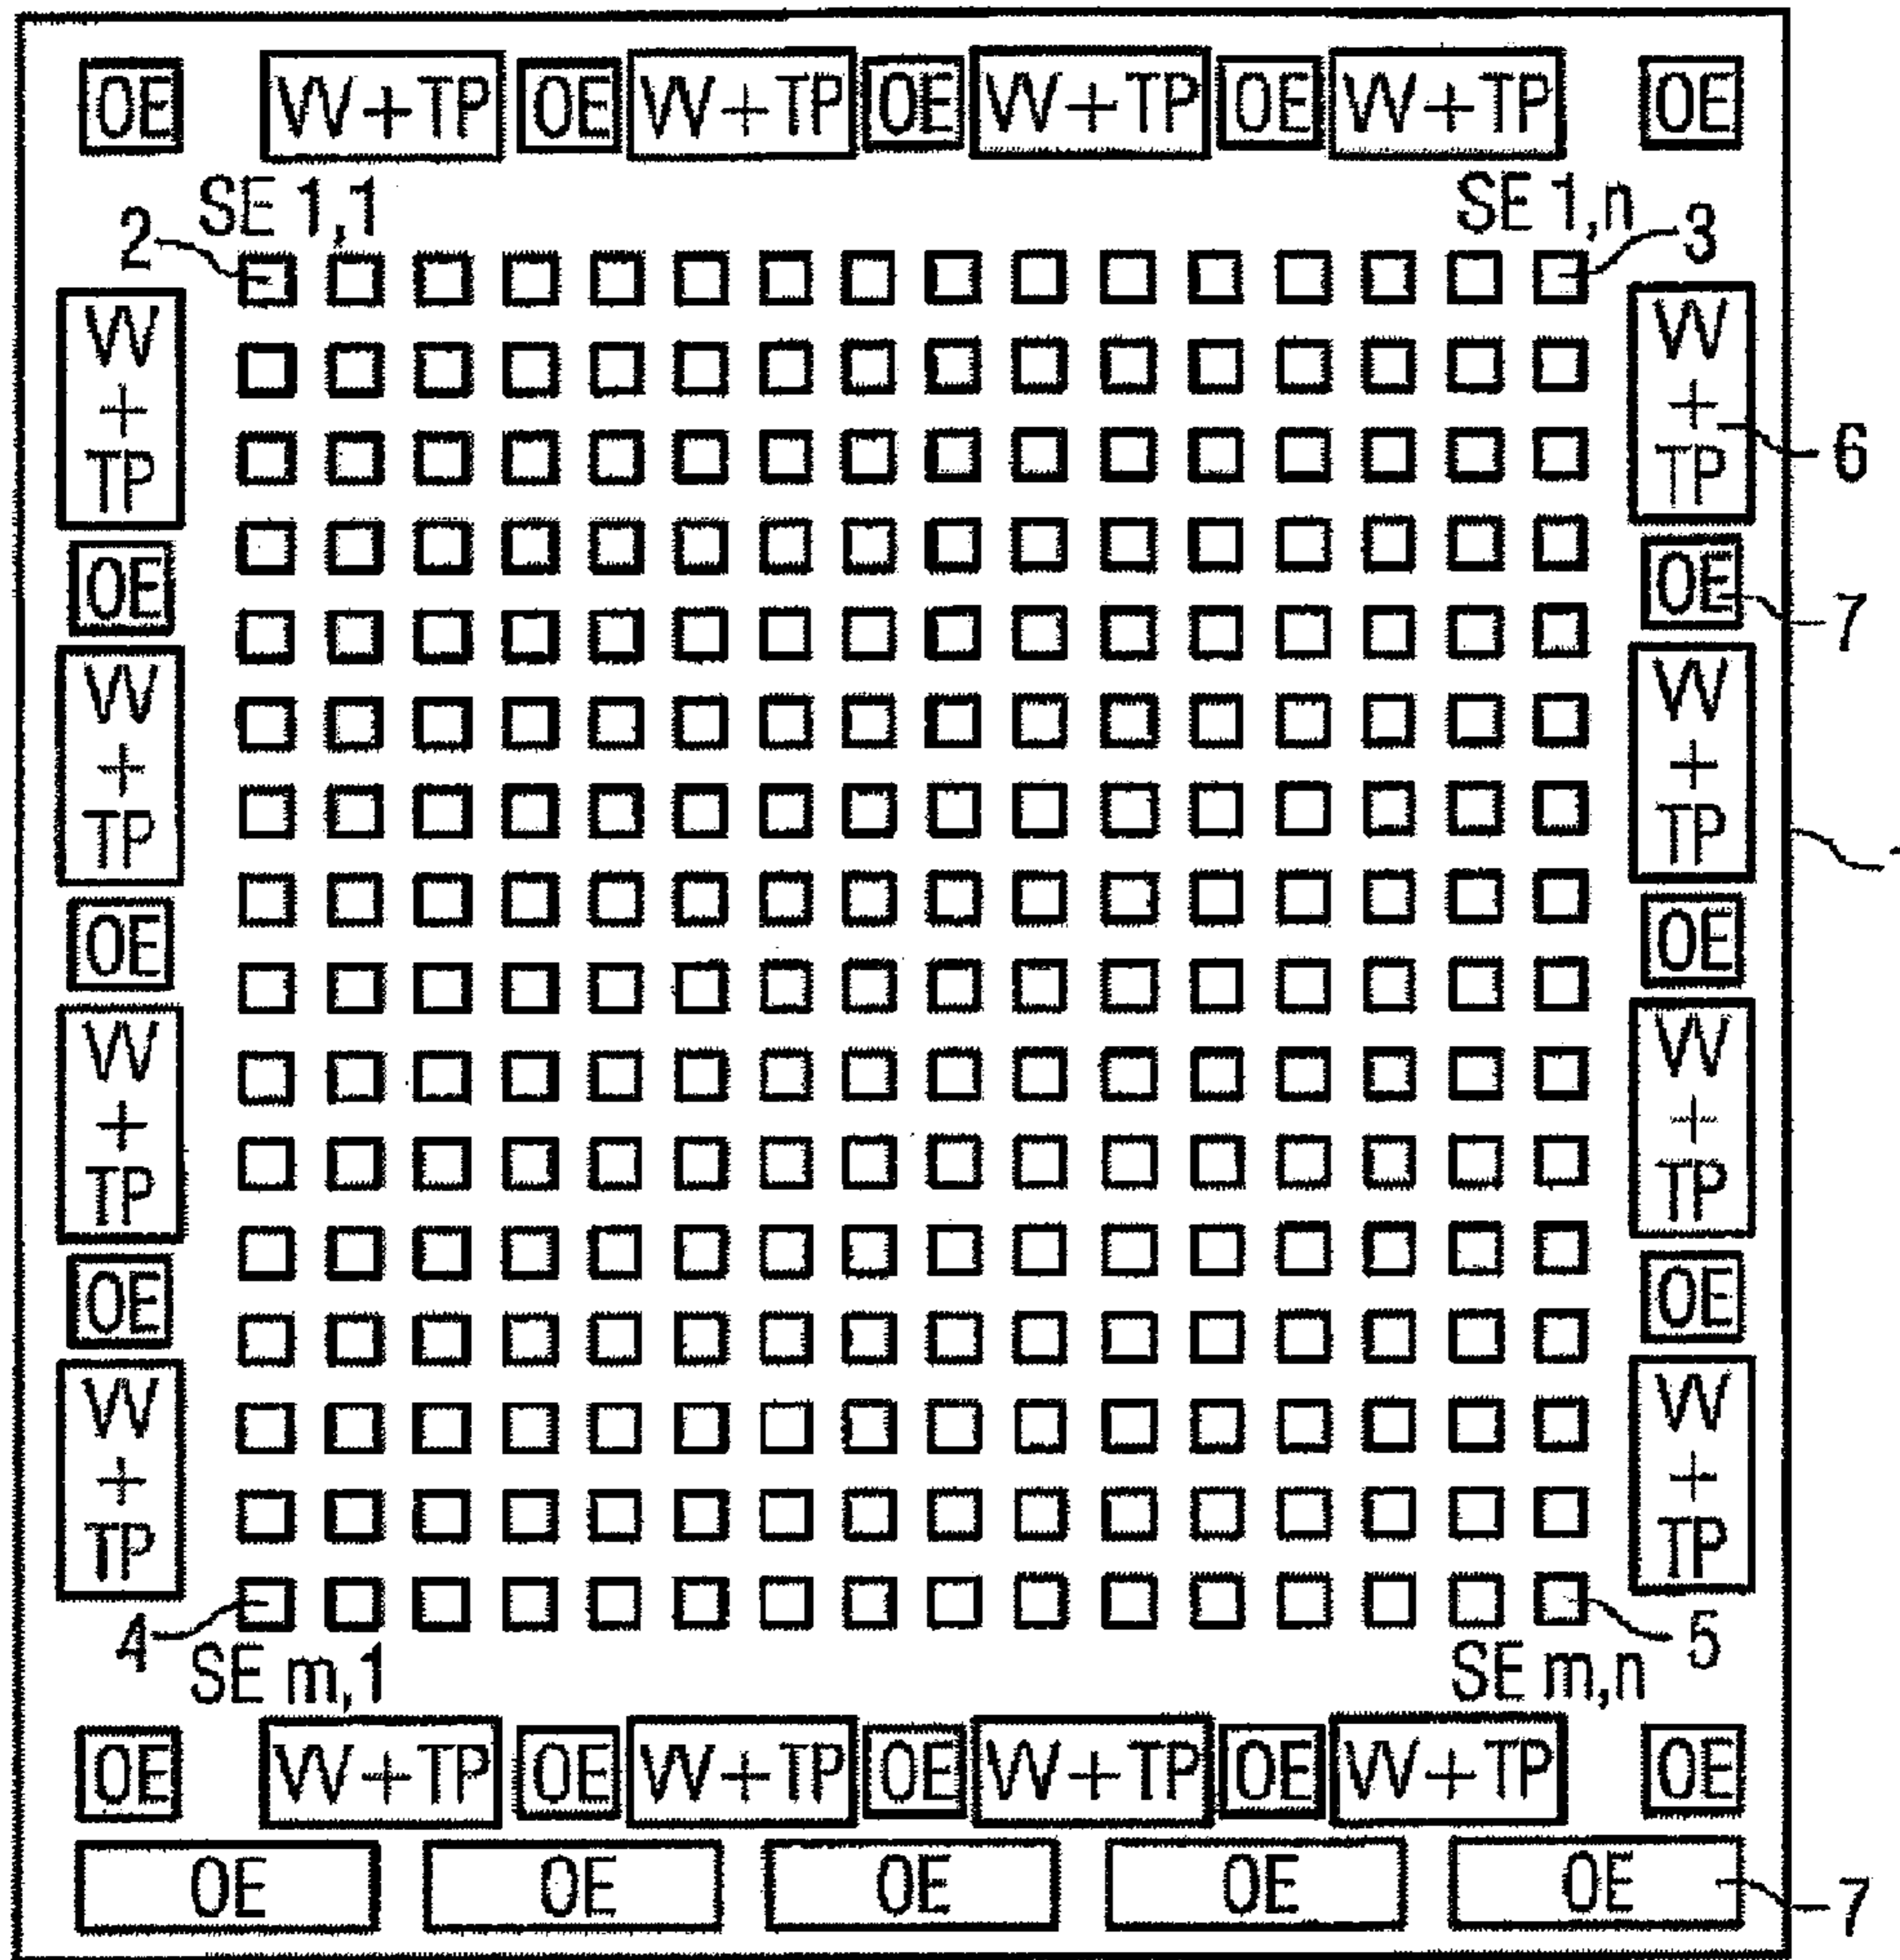 OE W+TP OE W+TP OE W+TP OE W+TP OE
SE 1,1 SE 1,n
2 3
W + TP W + TP 6
OE OE 7
W + TP W + TP
OE OE
W + TP W + TP
OE OE
W + TP W + TP
4 5
SE m,1 SE m,n
OE W+TP OE W+TP OE W+TP OE W+TP OE
OE OE OE OE OE 7